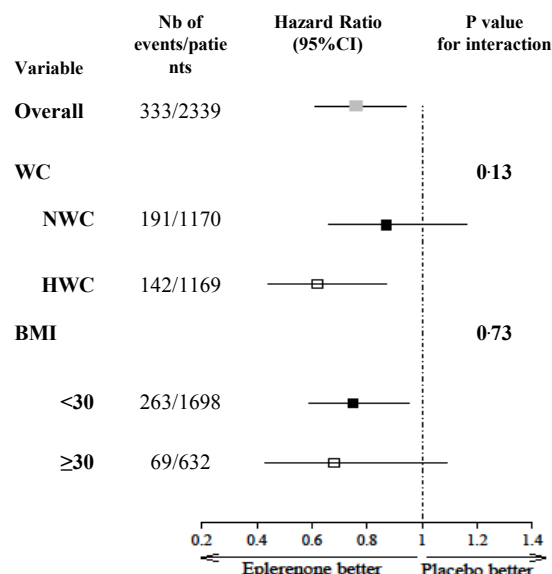 Variable
Nb of
events/patie
nts
Hazard Ratio
(95%CI)
P value
for interaction
Overall 333/2339
WC 0·13
NWC 191/1170
HWC 142/1169
BMI 0·73
<30 263/1698
≥30 69/632
0.2 0.4 0.6 0.8 1 1.2 1.4
Eplerenone better Placebo better